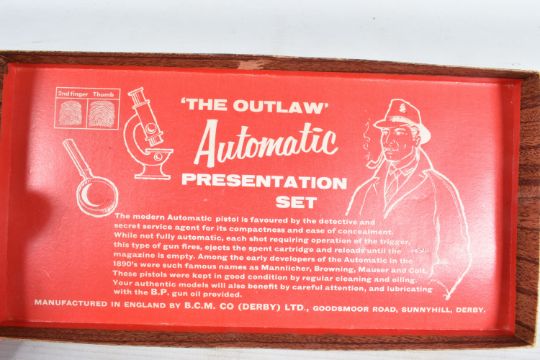 2nd finger Thumb
'THE OUTLAW'
Automatic
PRESENTATION
SET
The modern Automatic pistol is favoured by the detective and
secret service agent for its compactness and ease of concealment.
While not fully automatic, each shot requiring operation of the trigger,
this type of gun fires, ejects the spent cartridge and reloads until the
magazine is empty. Among the early developers of the Automatic in the
1890's were such famous names as Mannlicher, Browning, Mauser and Colt.
These pistols were kept in good condition by regular cleaning and oiling.
Your authentic models will also benefit by careful attention, and lubricating
with the B.P. gun oil provided.
MANUFACTURED IN ENGLAND BY B.C.M. CO (DERBY) LTD., GOODSMOOR ROAD, SUNNYHILL, DERBY.